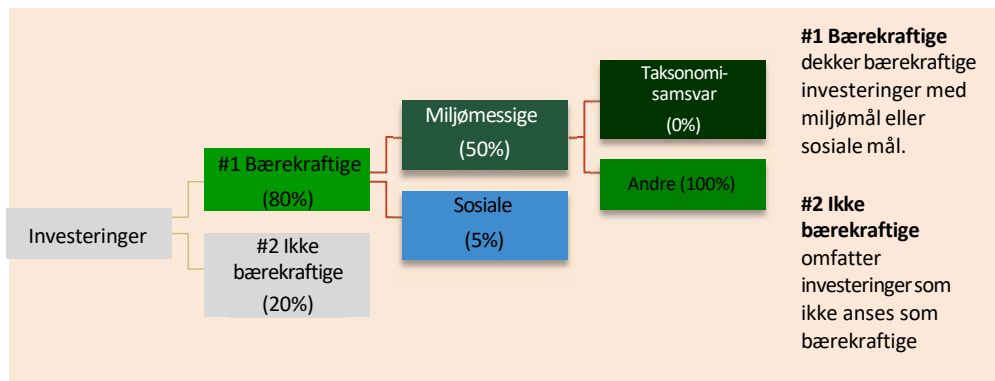 Investeringer
#1 Bærekraftige
(80%)
#2 Ikke
bærekraftige
(20%)
Miljømessige
(50%)
Sosiale
(5%)
Taksonomi-
samsvar
(0%)
Andre (100%)
#1 Bærekraftige
dekker bærekraftige
investeringer med
miljømål eller
sosiale mål.
#2 Ikke
bærekraftige
omfatter
investeringer som
ikke anses som
bærekraftige